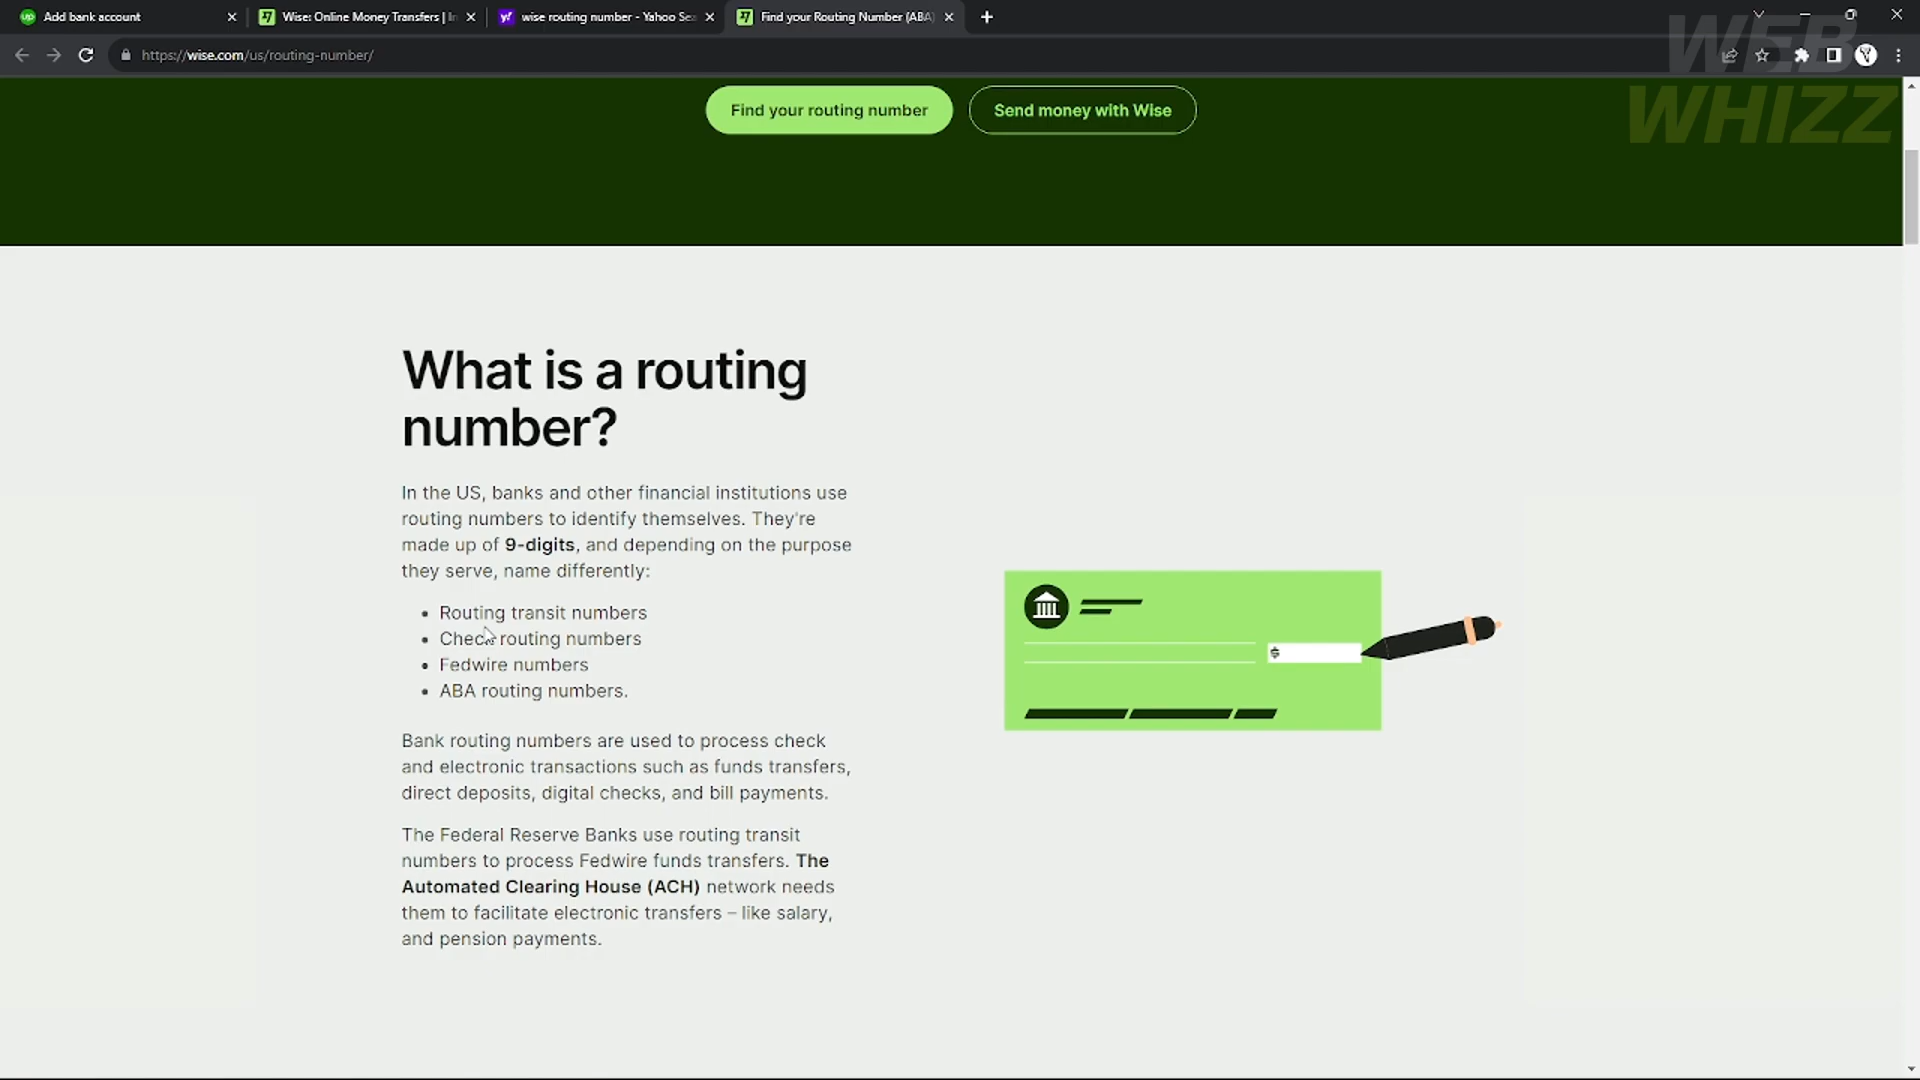 up Add bank account
Wise: Online Money Transfers | In
y! wise routing number - Yahoo Sea
Find your Routing Number (ABA)
https://wise.com/us/routing-number/
WEB
WHIZZ
Find your routing number
Send money with Wise
What is a routing
number?
In the US, banks and other financial institutions use
routing numbers to identify themselves. They're
made up of 9-digits, and depending on the purpose
they serve, name differently:
• Routing transit numbers
• Check routing numbers
• Fedwire numbers
• ABA routing numbers.
Bank routing numbers are used to process check
and electronic transactions such as funds transfers,
direct deposits, digital checks, and bill payments.
The Federal Reserve Banks use routing transit
numbers to process Fedwire funds transfers. The
Automated Clearing House (ACH) network needs
them to facilitate electronic transfers – like salary,
and pension payments.
$